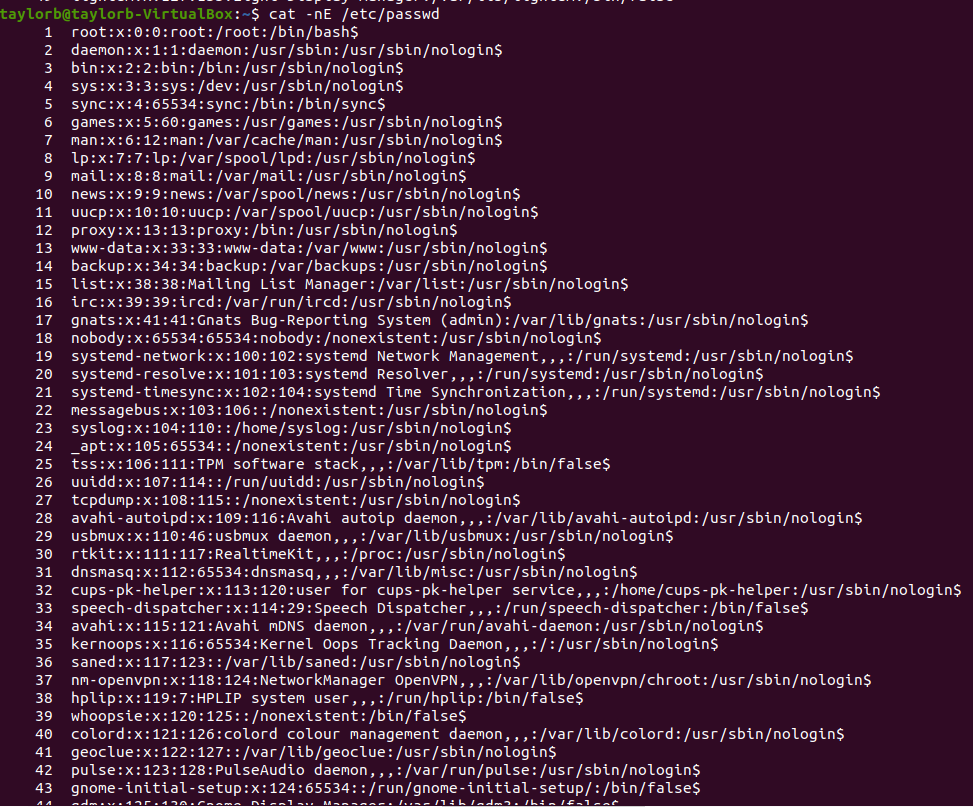 taylorb@taylorb-VirtualBox:~$ cat -nE /etc/passwd
1 root:x:0:0:root:/root:/bin/bash$
2 daemon:x:1:1:daemon:/usr/sbin:/usr/sbin/nologin$
3 bin:x:2:2:bin:/bin:/usr/sbin/nologin$
4 sys:x:3:3:sys:/dev:/usr/sbin/nologin$
5 sync:x:4:65534:sync:/bin:/bin/sync$
6 games:x:5:60:games:/usr/games:/usr/sbin/nologin$
7 man:x:6:12:man:/var/cache/man:/usr/sbin/nologin$
8 lp:x:7:7:lp:/var/spool/lpd:/usr/sbin/nologin$
9 mail:x:8:8:mail:/var/mail:/usr/sbin/nologin$
10 news:x:9:9:news:/var/spool/news:/usr/sbin/nologin$
11 uucp:x:10:10:uucp:/var/spool/uucp:/usr/sbin/nologin$
12 proxy:x:13:13:proxy:/bin:/usr/sbin/nologin$
13 www-data:x:33:33:www-data:/var/www:/usr/sbin/nologin$
14 backup:x:34:34:backup:/var/backups:/usr/sbin/nologin$
15 list:x:38:38:Mailing List Manager:/var/list:/usr/sbin/nologin$
16 irc:x:39:39:ircd:/var/run/ircd:/usr/sbin/nologin$
17 gnats:x:41:41:Gnats Bug-Reporting System (admin):/var/lib/gnats:/usr/sbin/nologin$
18 nobody:x:65534:65534:nobody:/nonexistent:/usr/sbin/nologin$
19 systemd-network:x:100:102:systemd Network Management,,,:/run/systemd:/usr/sbin/nologin$
20 systemd-resolve:x:101:103:systemd Resolver,,,:/run/systemd:/usr/sbin/nologin$
21 systemd-timesync:x:102:104:systemd Time Synchronization,,,:/run/systemd:/usr/sbin/nologin$
22 messagebus:x:103:106::/nonexistent:/usr/sbin/nologin$
23 syslog:x:104:110::/home/syslog:/usr/sbin/nologin$
24 _apt:x:105:65534::/nonexistent:/usr/sbin/nologin$
25 tss:x:106:111:TPM software stack,,,:/var/lib/tpm:/bin/false$
26 uuidd:x:107:114::/run/uuidd:/usr/sbin/nologin$
27 tcpdump:x:108:115::/nonexistent:/usr/sbin/nologin$
28 avahi-autoipd:x:109:116:Avahi autoip daemon,,,:/var/lib/avahi-autoipd:/usr/sbin/nologin$
29 usbmux:x:110:46:usbmux daemon,,,:/var/lib/usbmux:/usr/sbin/nologin$
30 rtkit:x:111:117:RealtimeKit,,,:/proc:/usr/sbin/nologin$
31 dnsmasq:x:112:65534:dnsmasq,,,:/var/lib/misc:/usr/sbin/nologin$
32 cups-pk-helper:x:113:120:user for cups-pk-helper service,,,:/home/cups-pk-helper:/usr/sbin/nologin$
33 speech-dispatcher:x:114:29:Speech Dispatcher,,,:/run/speech-dispatcher:/bin/false$
34 avahi:x:115:121:Avahi mDNS daemon,,,:/var/run/avahi-daemon:/usr/sbin/nologin$
35 kernoops:x:116:65534:Kernel Oops Tracking Daemon,,,:/:/usr/sbin/nologin$
36 saned:x:117:123::/var/lib/saned:/usr/sbin/nologin$
37 nm-openvpn:x:118:124:NetworkManager OpenVPN,,,:/var/lib/openvpn/chroot:/usr/sbin/nologin$
38 hplip:x:119:7:HPLIP system user,,,:/run/hplip:/bin/false$
39 whoopsie:x:120:125::/nonexistent:/bin/false$
40 colord:x:121:126:colord colour management daemon,,,:/var/lib/colord:/usr/sbin/nologin$
41 geoclue:x:122:127::/var/lib/geoclue:/usr/sbin/nologin$
42 pulse:x:123:128:PulseAudio daemon,,,:/var/run/pulse:/usr/sbin/nologin$
43 gnome-initial-setup:x:124:65534::/run/gnome-initial-setup/:/bin/false$
44 gdm:x:125:130:Gnome Display Manager:/var/lib/gdm3:/bin/false$